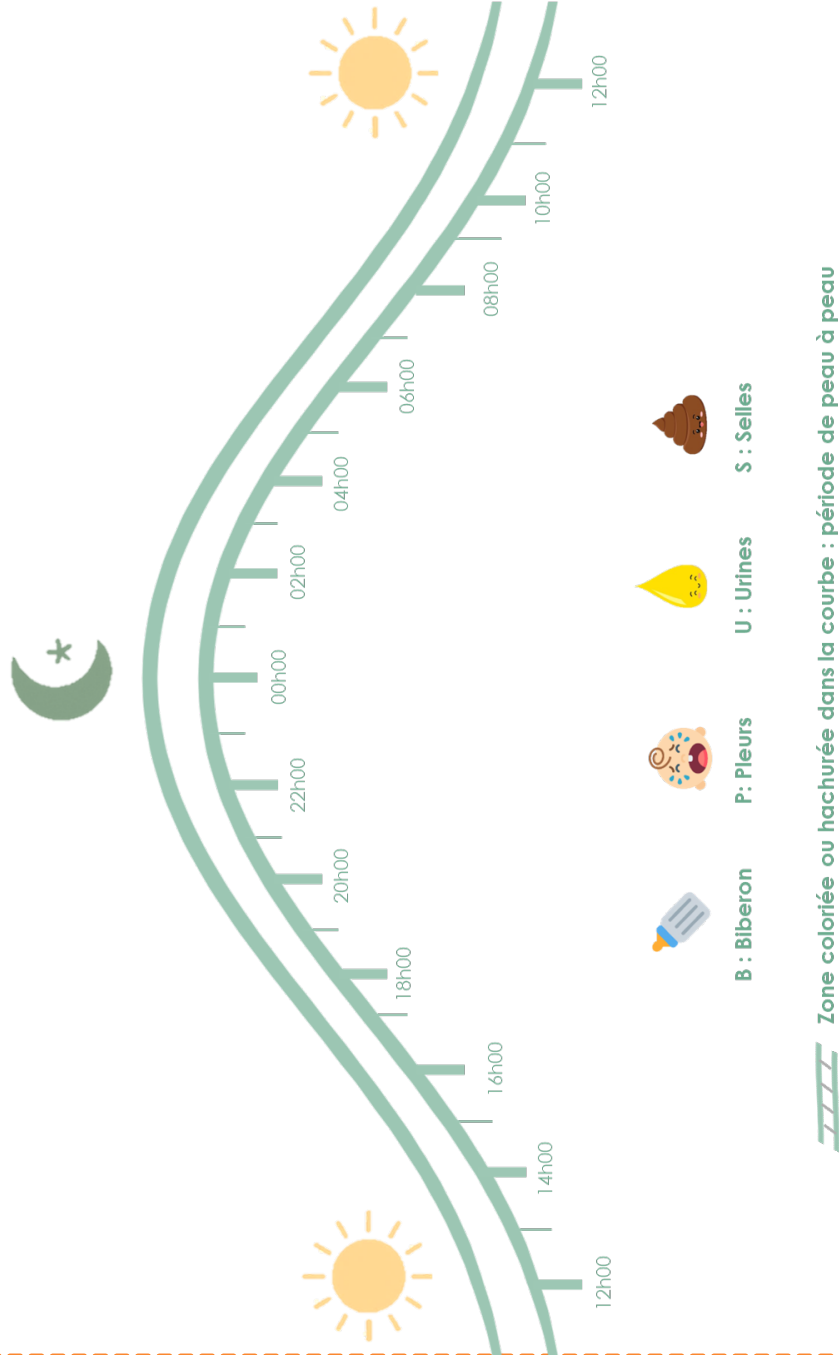 12h00
14h00
16h00
18h00
20h00
22h00
00h00
02h00
04h00
06h00
08h00
10h00
12h00
B : Biberon
P: Pleurs
U : Urines
S : Selles
Zone coloriée ou hachurée dans la courbe : période de peau à peau